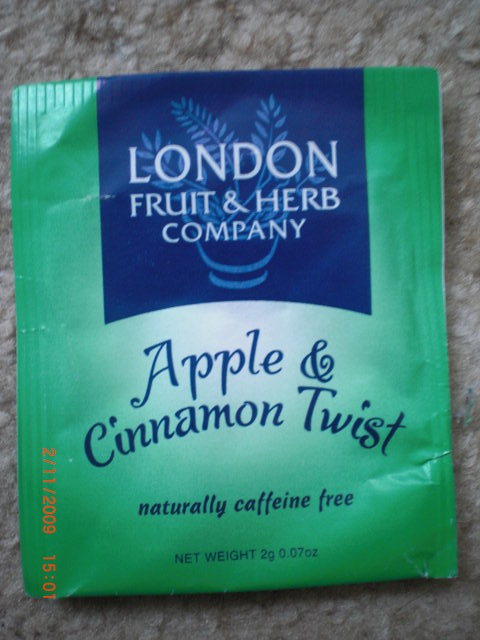 LONDON
FRUIT & HERB
COMPANY
Apple &
Cinnamon Twist
naturally caffeine free
NET WEIGHT 2g 0.07oz
2/11/2009 15:01